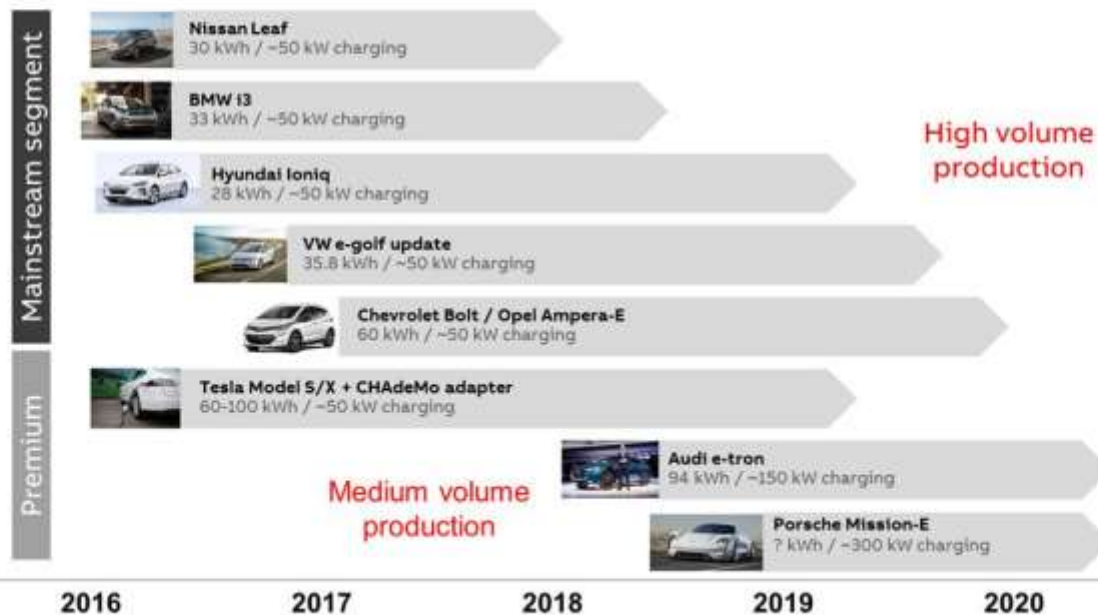 Mainstream segment
Nissan Leaf
30 kWh / ~50 kW charging
BMW i3
33 kWh / ~50 kW charging
High volume
production
Hyundai Ioniq
28 kWh / ~50 kW charging
VW e-golf update
35.8 kWh / ~50 kW charging
Chevrolet Bolt / Opel Ampera-E
60 kWh / ~50 kW charging
Premium
Tesla Model S/X + CHAdeMo adapter
60-100 kWh / ~50 kW charging
Audi e-tron
94 kWh / ~150 kW charging
Medium volume
production
Porsche Mission-E
? kWh / ~300 kW charging
2016 2017 2018 2019 2020